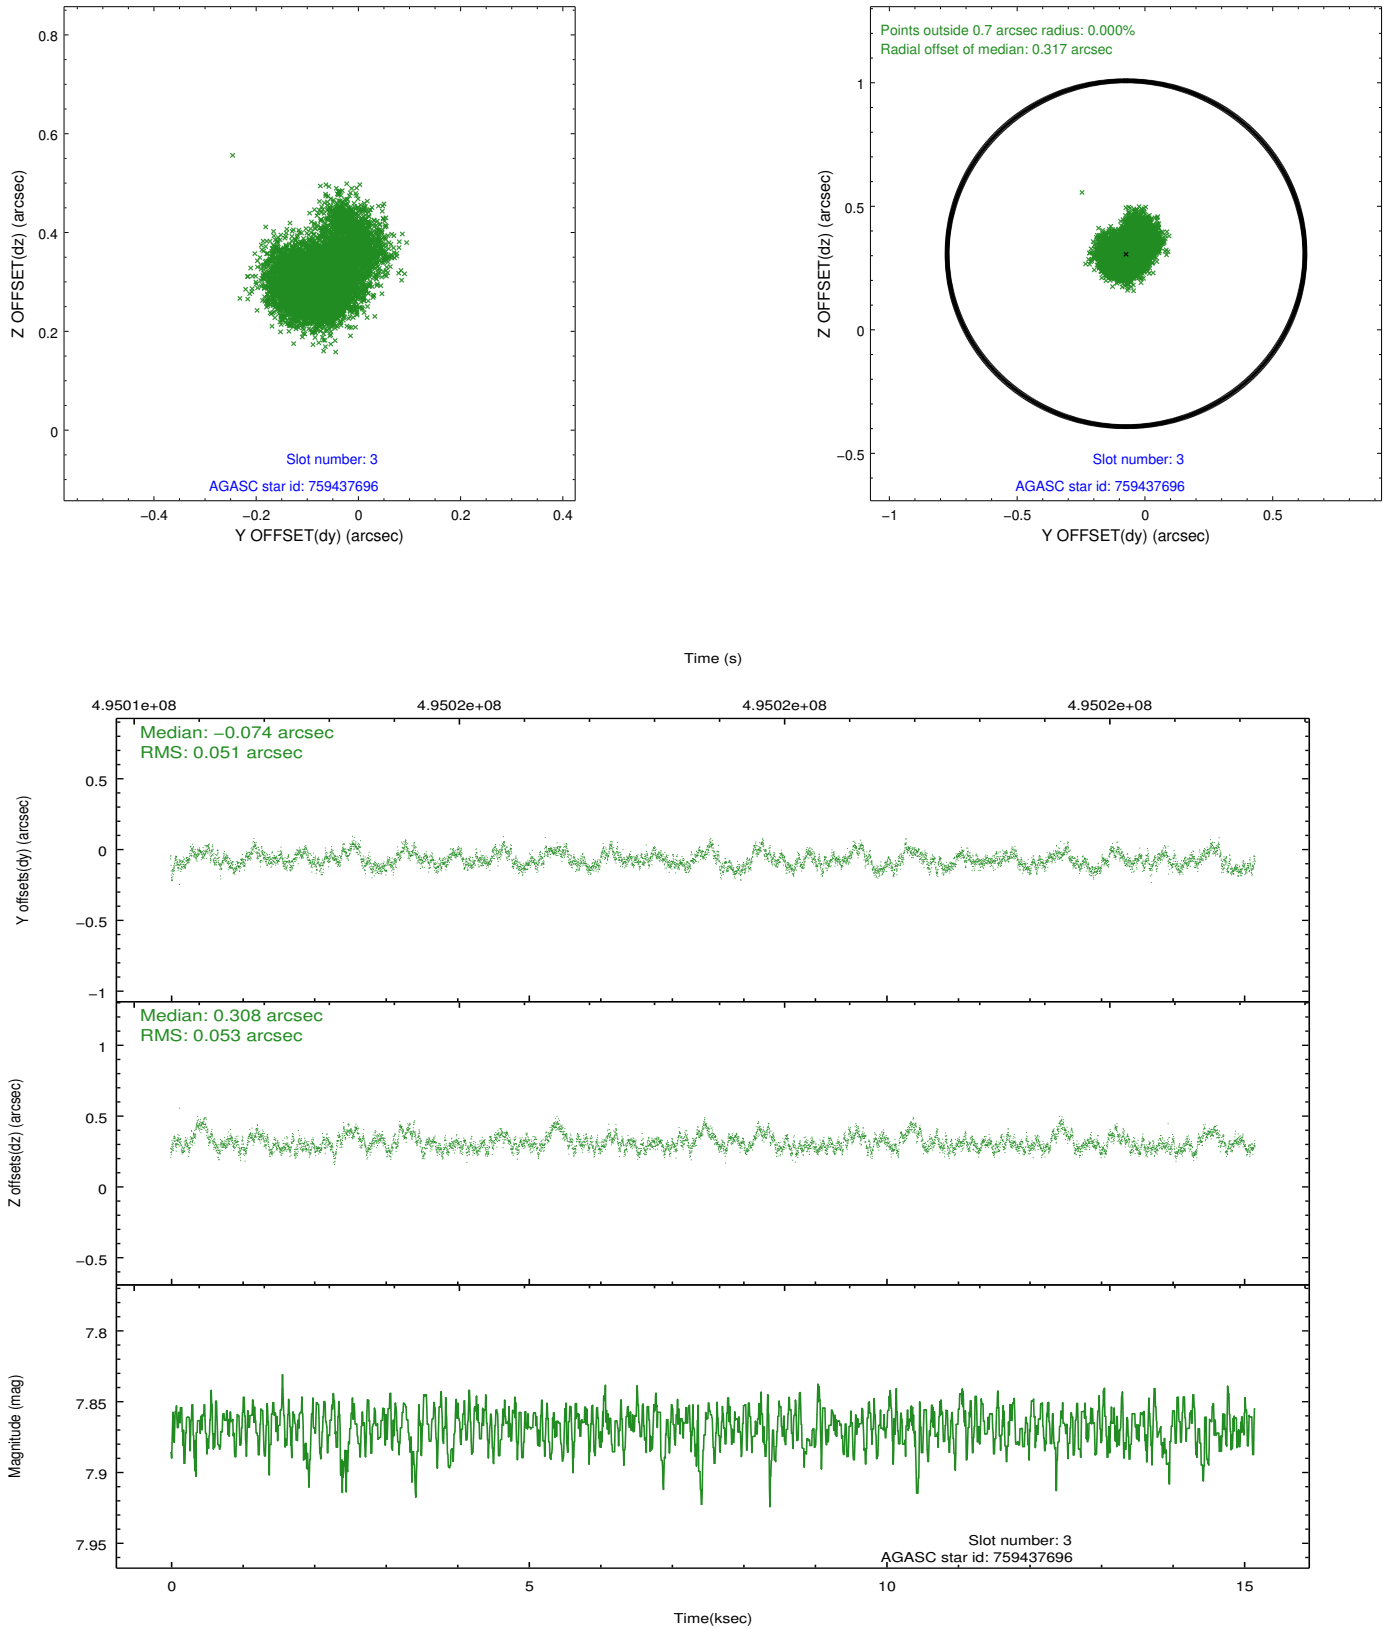 0.8
0.6
0.4
0.2
0
−0.4
−0.2
0
0.2
0.4
Z OFFSET(dz) (arcsec)
Y OFFSET(dy) (arcsec)
Slot number: 3
AGASC star id: 759437696
Points outside 0.7 arcsec radius: 0.000%
Radial offset of median: 0.317 arcsec
1
0.5
0
−0.5
−1
−0.5
0
0.5
Z OFFSET(dz) (arcsec)
Y OFFSET(dy) (arcsec)
Slot number: 3
AGASC star id: 759437696
Time (s)
4.9501e+08
4.9502e+08
4.9502e+08
4.9502e+08
Median: −0.074 arcsec
RMS: 0.051 arcsec
0.5
0
−0.5
−1
Y offsets(dy) (arcsec)
Median: 0.308 arcsec
RMS: 0.053 arcsec
1
0.5
0
−0.5
Z offsets(dz) (arcsec)
7.8
7.85
7.9
7.95
Magnitude (mag)
Slot number: 3
AGASC star id: 759437696
0
5
10
15
Time(ksec)